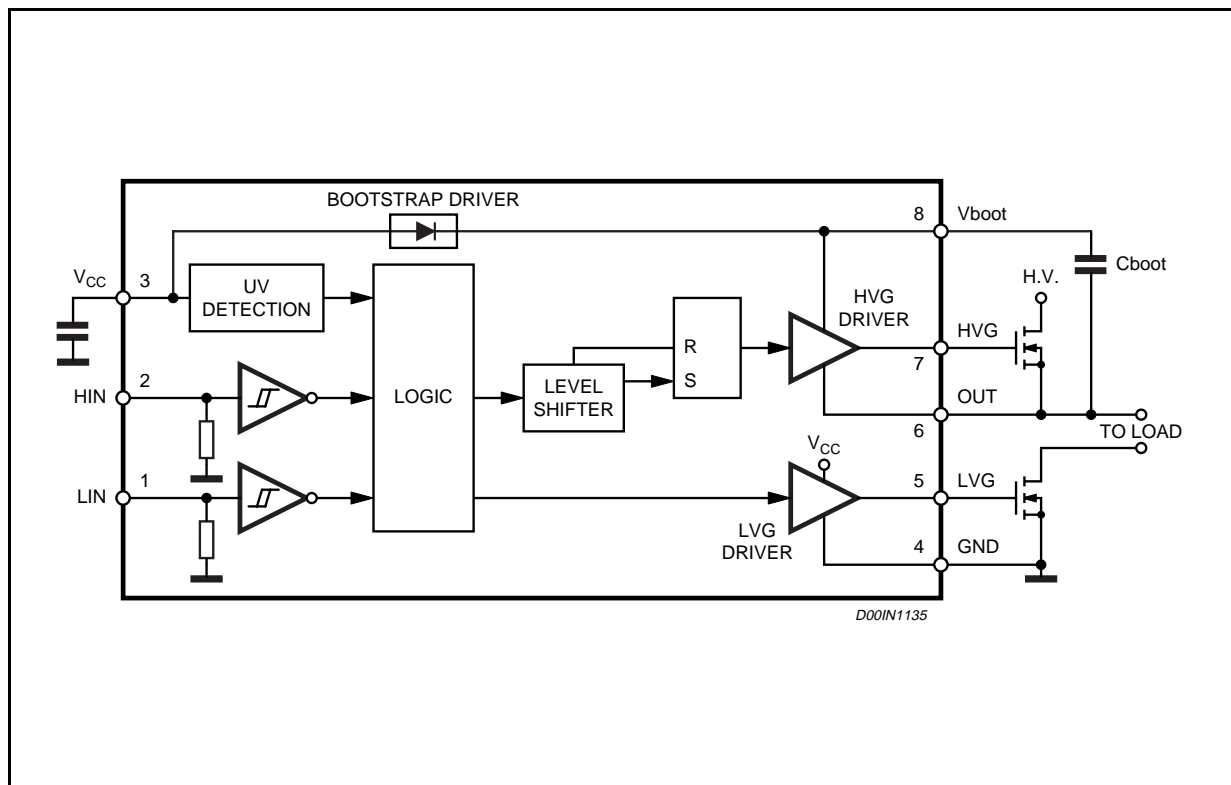 BOOTSTRAP DRIVER
8
Vboot
VCC
3
UV
DETECTION
H.V.
Cboot
HVG
DRIVER
HVG
7
R
S
2
HIN
LOGIC
LEVEL
SHIFTER
OUT
6
TO LOAD
VCC
1
LIN
5
LVG
LVG
DRIVER
4
GND
D00IN1135